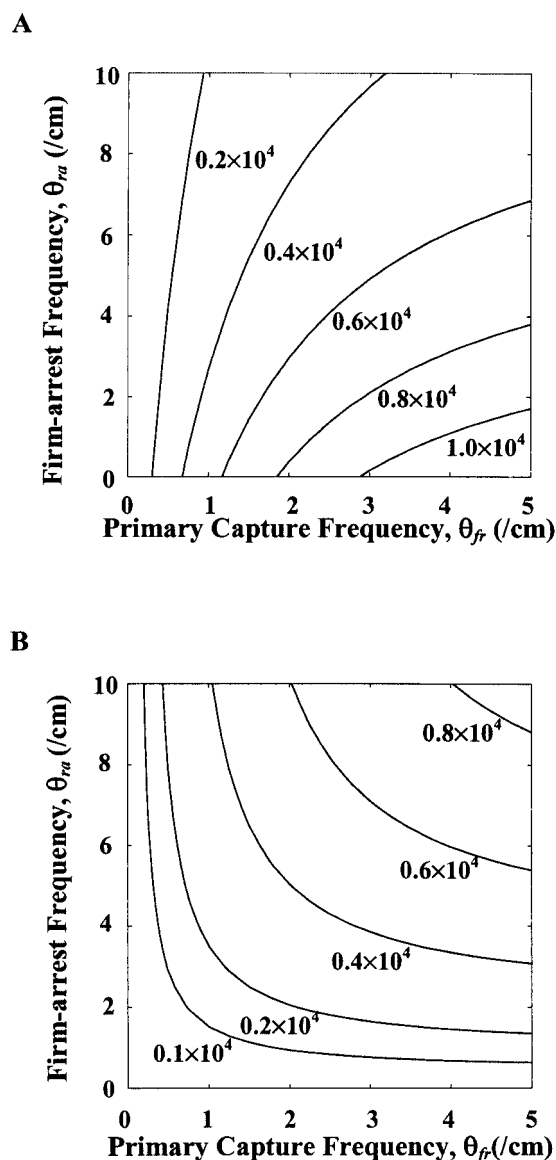 A
10
8
6
4
2
0
Firm-arrest Frequency, θra (/cm)
0.2×10⁴
0.4×10⁴
0.6×10⁴
0.8×10⁴
1.0×10⁴
0 1 2 3 4 5
Primary Capture Frequency, θfr (/cm)
B
10
8
6
4
2
0
Firm-arrest Frequency, θra (/cm)
0.8×10⁴
0.6×10⁴
0.4×10⁴
0.2×10⁴
0.1×10⁴
0 1 2 3 4 5
Primary Capture Frequency, θfr(/cm)